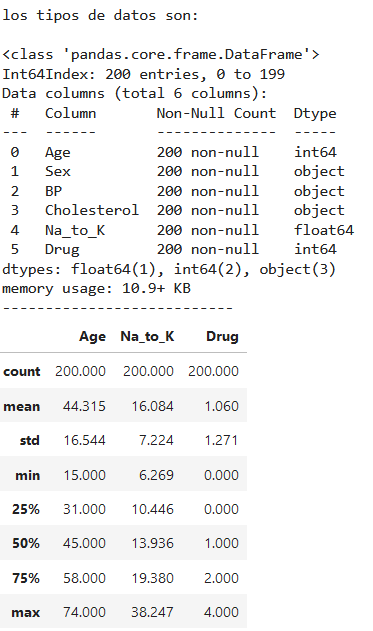 los tipos de datos son:
<class 'pandas.core.frame.DataFrame'>
Int64Index: 200 entries, 0 to 199
Data columns (total 6 columns):
 #   Column       Non-Null Count  Dtype
---  ------       --------------  -----
 0   Age          200 non-null    int64
 1   Sex          200 non-null    object
 2   BP           200 non-null    object
 3   Cholesterol  200 non-null    object
 4   Na_to_K      200 non-null    float64
 5   Drug         200 non-null    int64
dtypes: float64(1), int64(2), object(3)
memory usage: 10.9+ KB
---------------------------
Age Na_to_K Drug
count 200.000 200.000 200.000
mean 44.315 16.084 1.060
std 16.544 7.224 1.271
min 15.000 6.269 0.000
25% 31.000 10.446 0.000
50% 45.000 13.936 1.000
75% 58.000 19.380 2.000
max 74.000 38.247 4.000